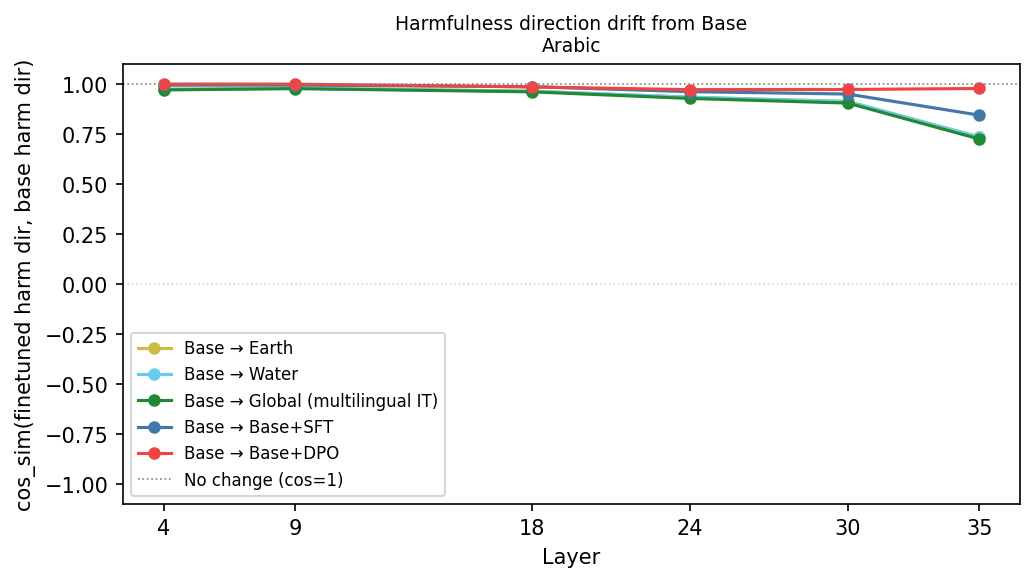 Harmfulness direction drift from Base
Arabic
cos_sim(finetuned harm dir, base harm dir)
1.00
0.75
0.50
0.25
0.00
−0.25
−0.50
−0.75
−1.00
Base → Earth
Base → Water
Base → Global (multilingual IT)
Base → Base+SFT
Base → Base+DPO
No change (cos=1)
4 9 18 24 30 35
Layer